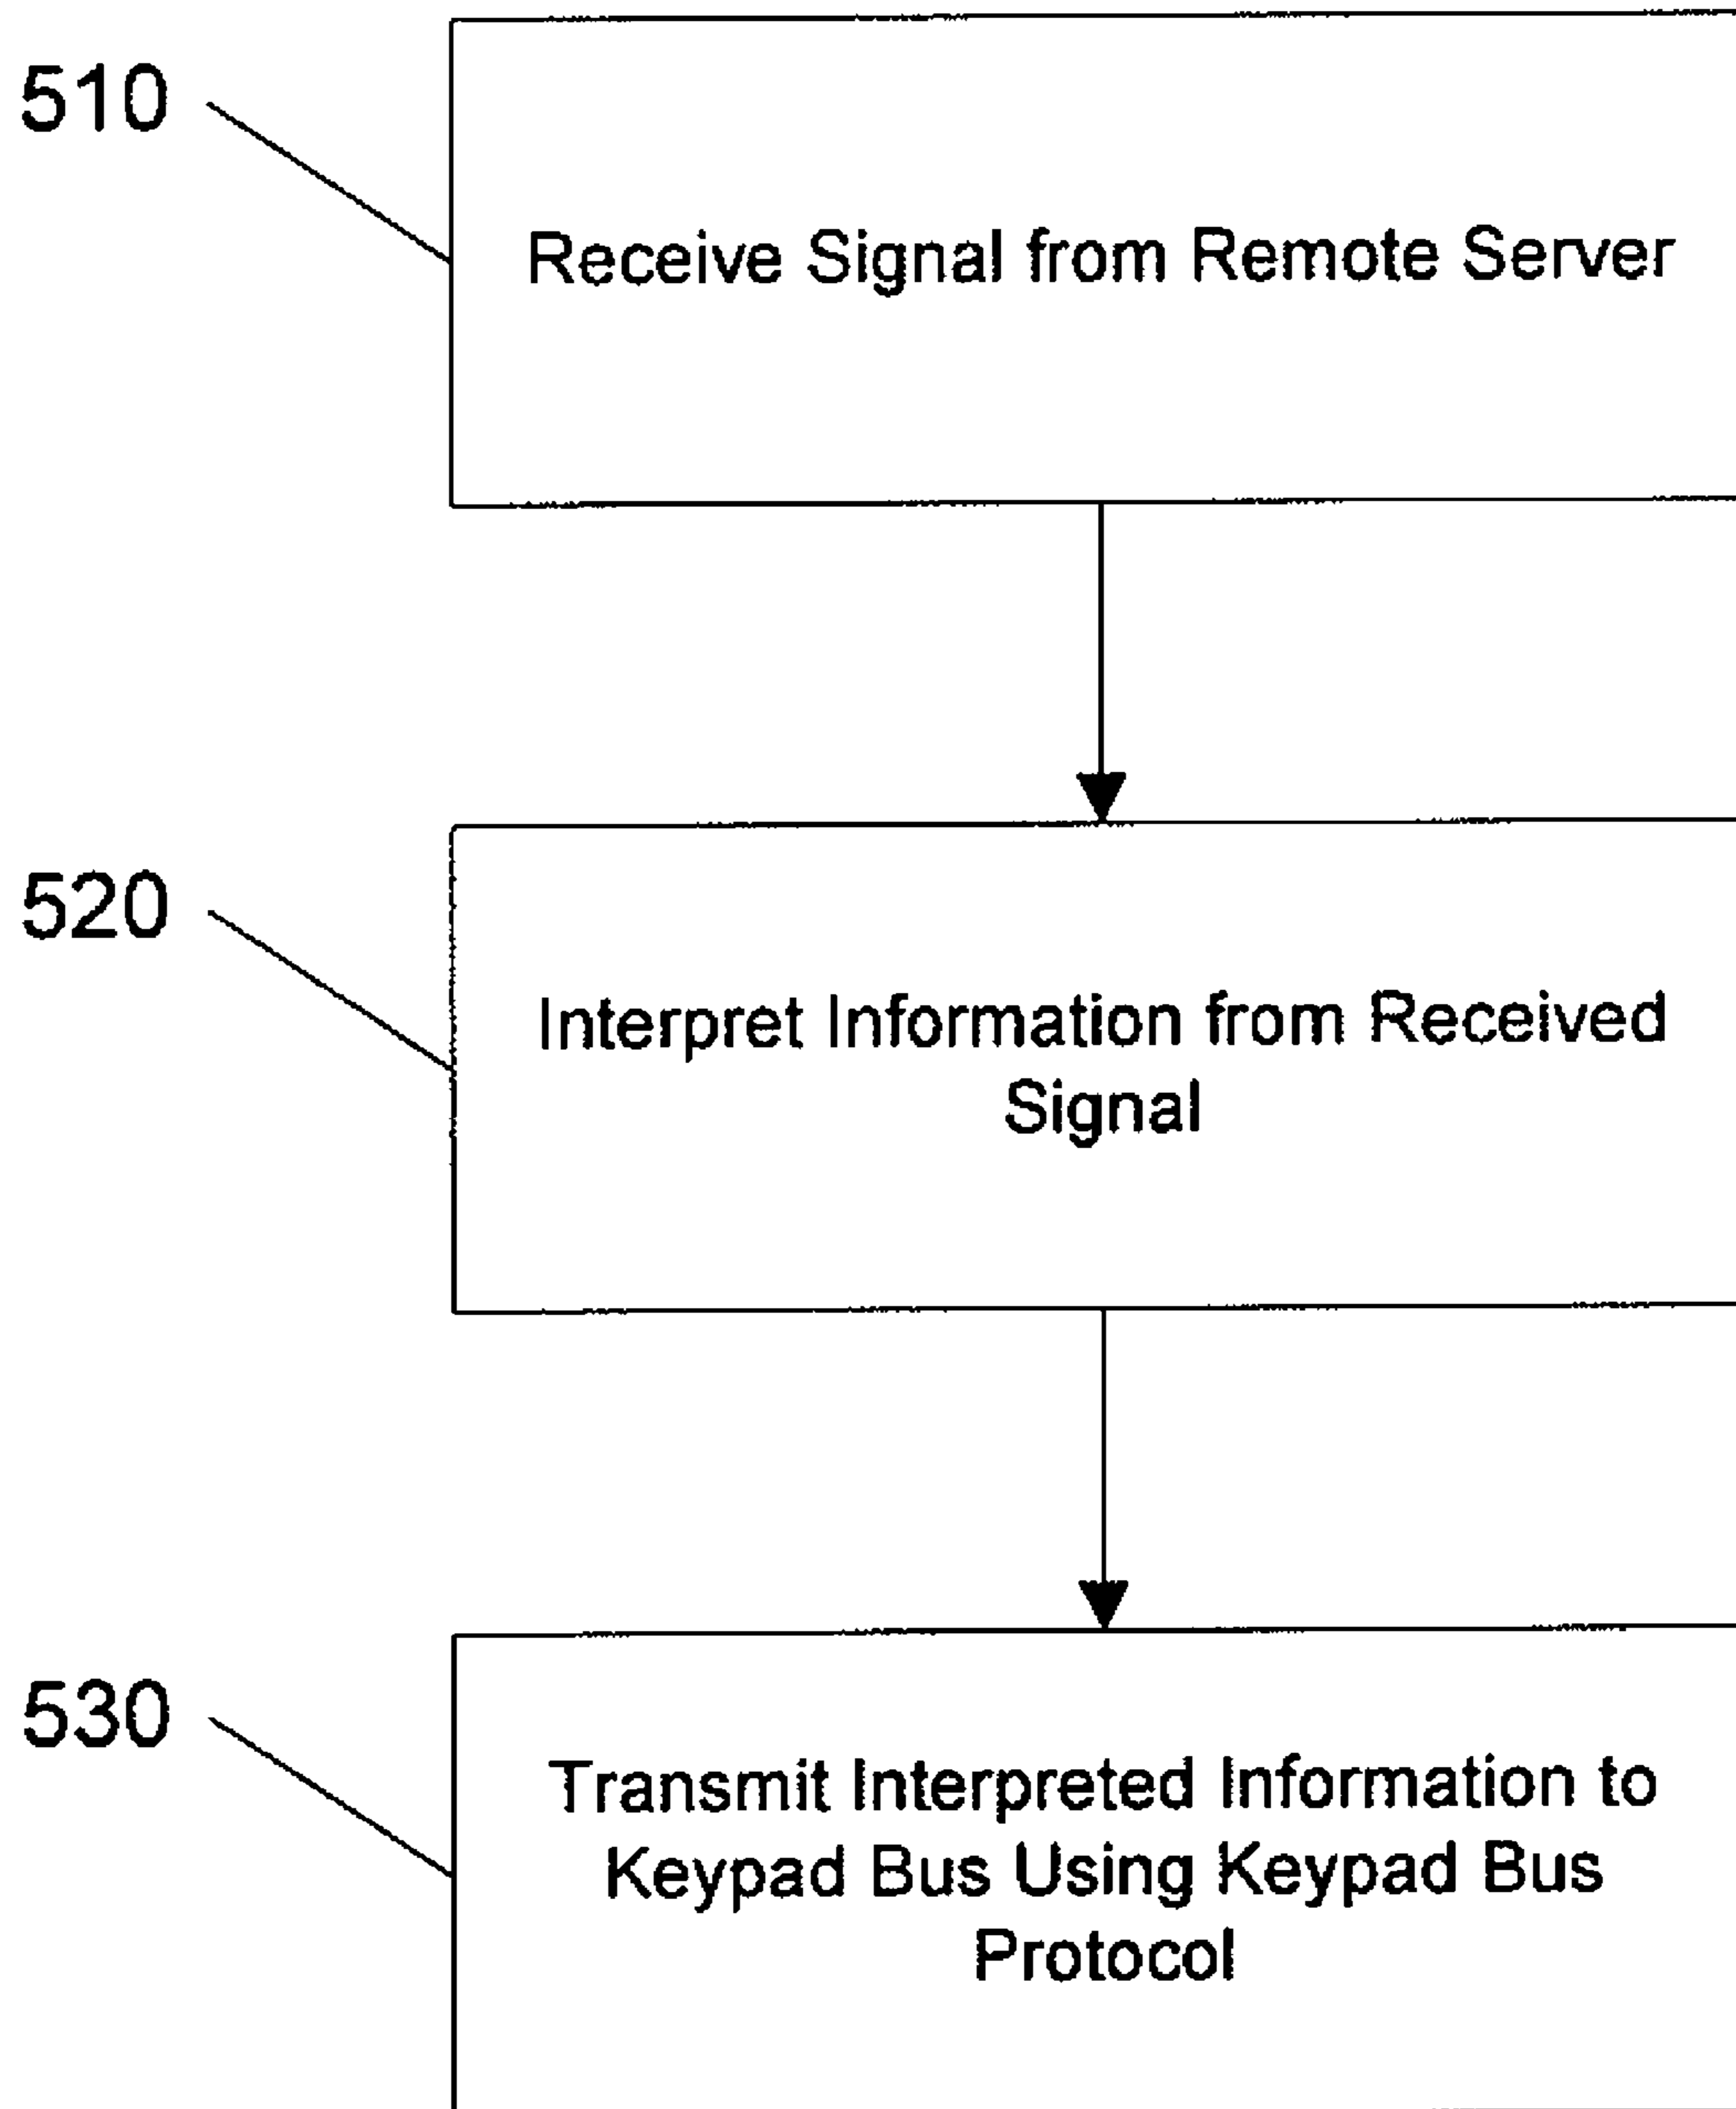 510
Receive Signal from Remote Server
520
Interpret Information from Received
Signal
530
Transmit Interpreted Information to
Keypad Bus Using Keypad Bus
Protocol